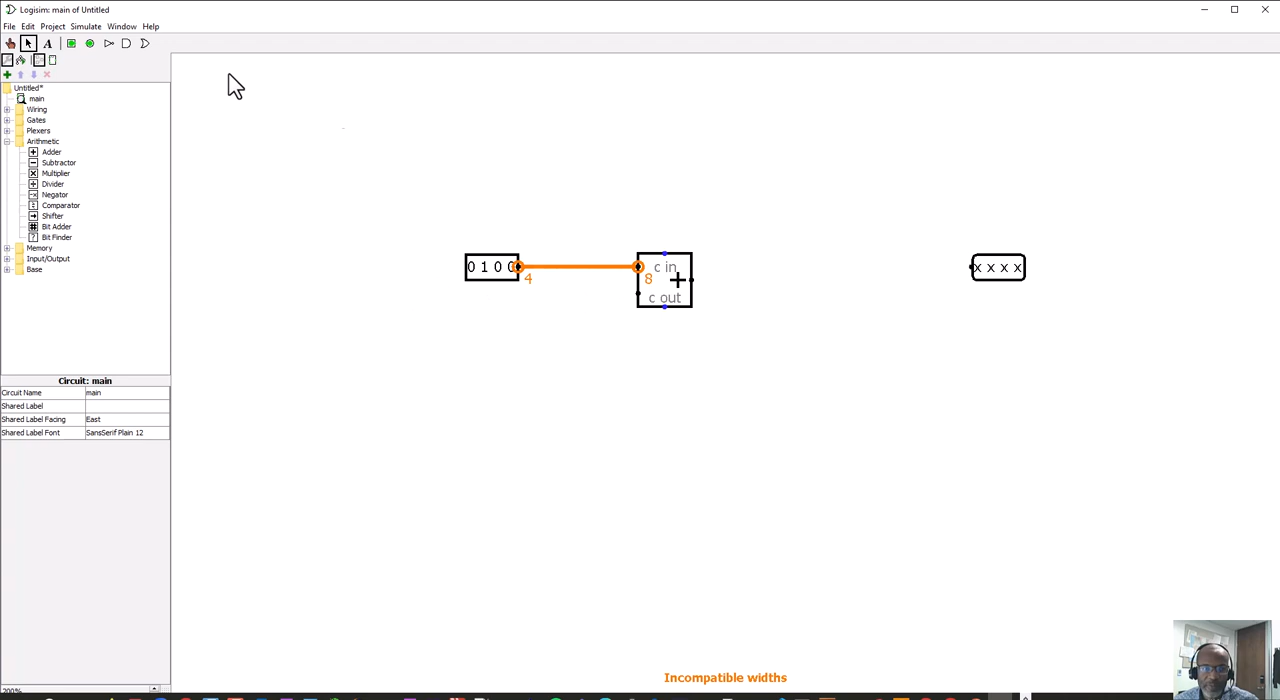 Logisim: main of Untitled
File Edit Project Simulate Window Help
A
Untitled*
main
Wiring
Gates
Plexers
Arithmetic
Adder
Subtractor
Multiplier
Divider
Negator
Comparator
Shifter
Bit Adder
Bit Finder
Memory
Input/Output
Base
Circuit: main
Circuit Name main
Shared Label
Shared Label Facing East
Shared Label Font SansSerif Plain 12
200%
0 1 0 0
4
c in
8
c out
x x x x
Incompatible widths